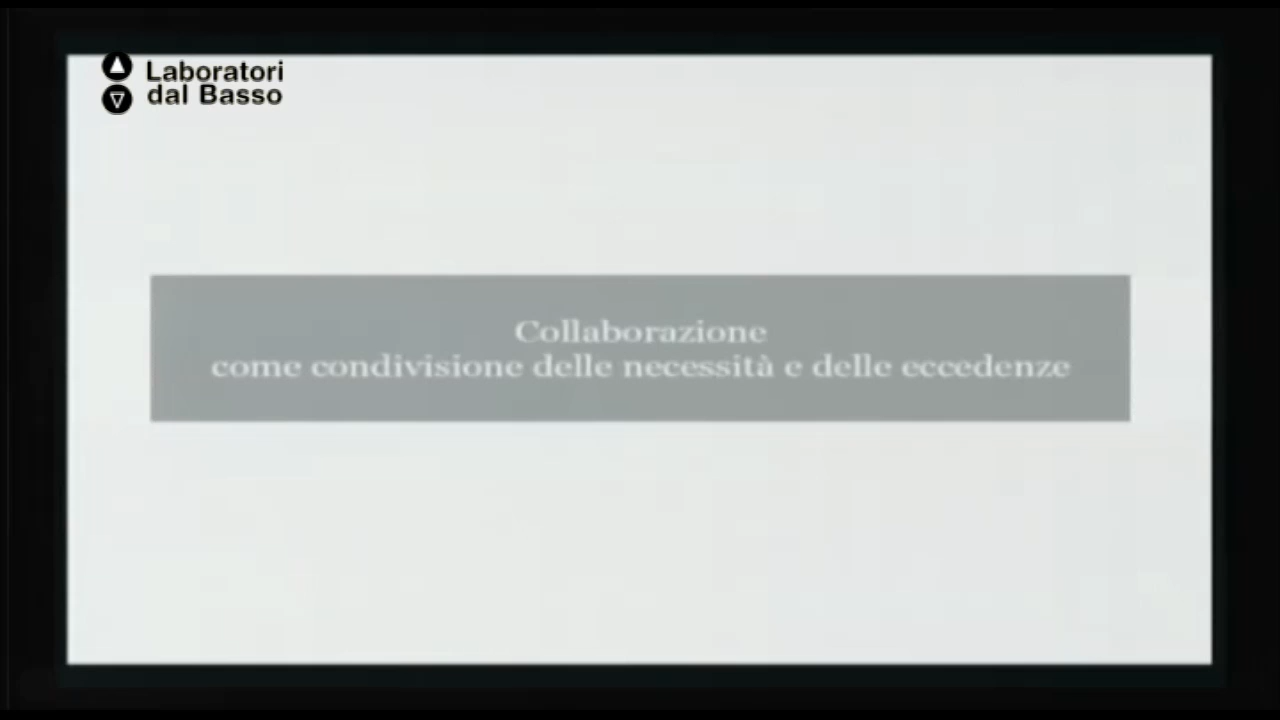 Laboratori
dal Basso
Collaborazione
come condivisione delle necessità e delle eccedenze